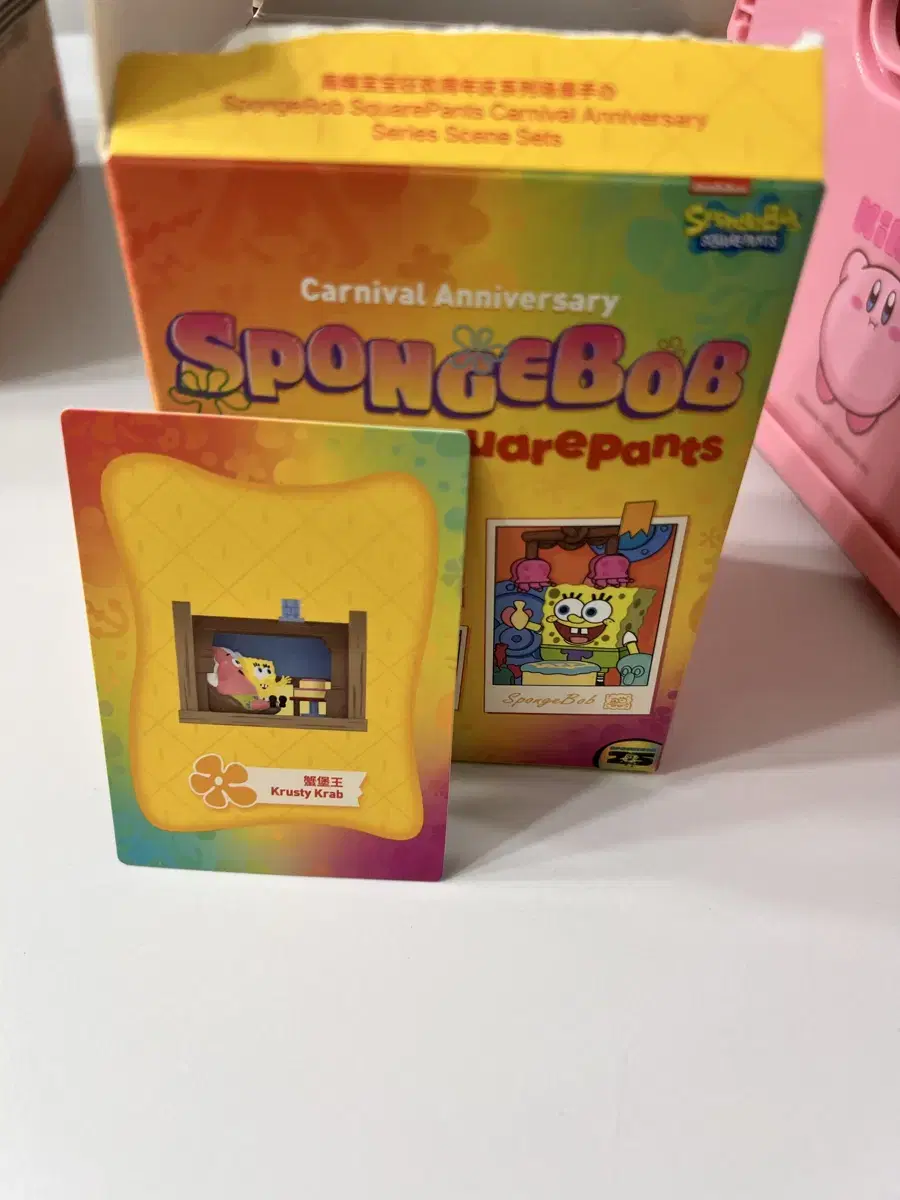 SpongeBob SquarePants Carnival Anniversary
Series Scene Sets
SPONGEBOB
SQUAREPANTS
Carnival Anniversary
SPONGEBOB
squarepants
SpongeBob
25
蟹堡王
Krusty Krab